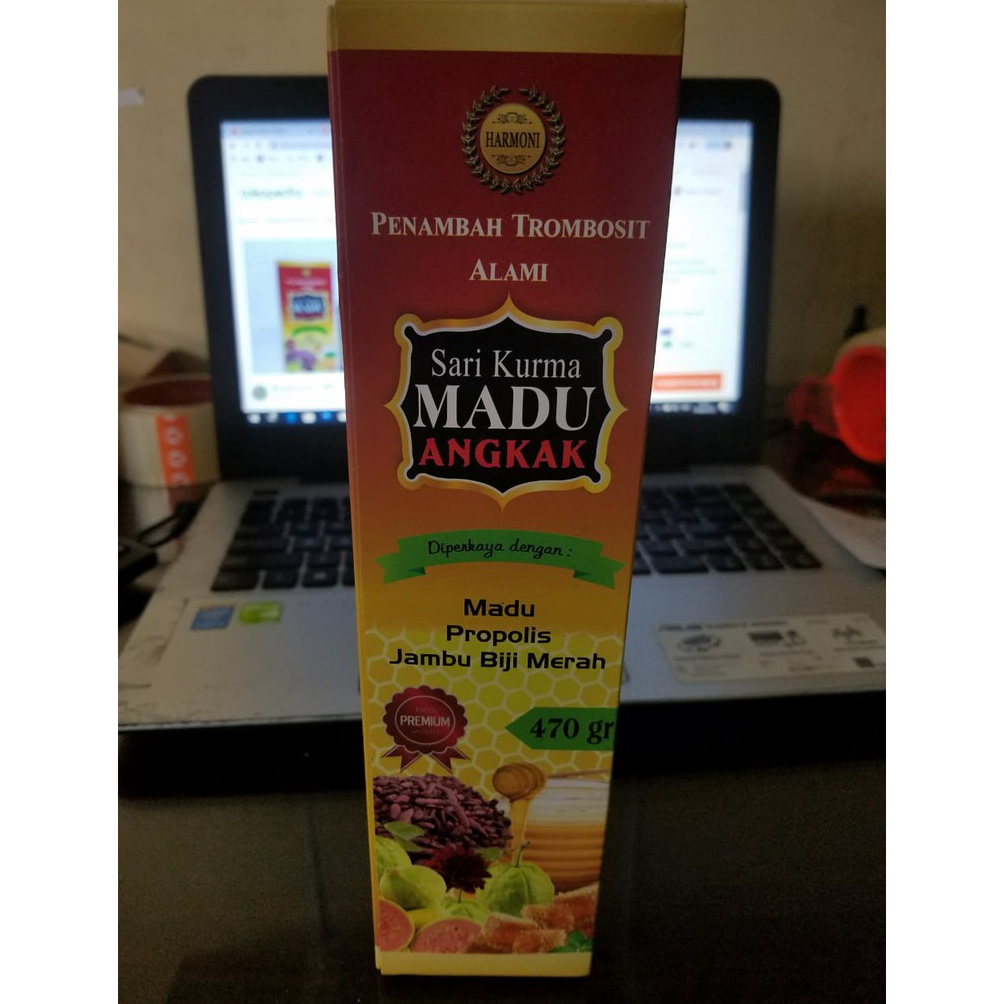 HARMONI
PENAMBAH TROMBOSIT
ALAMI
Sari Kurma
MADU
ANGKAK
Diperkaya dengan :
Madu
Propolis
Jambu Biji Merah
PREMIUM
470 gr